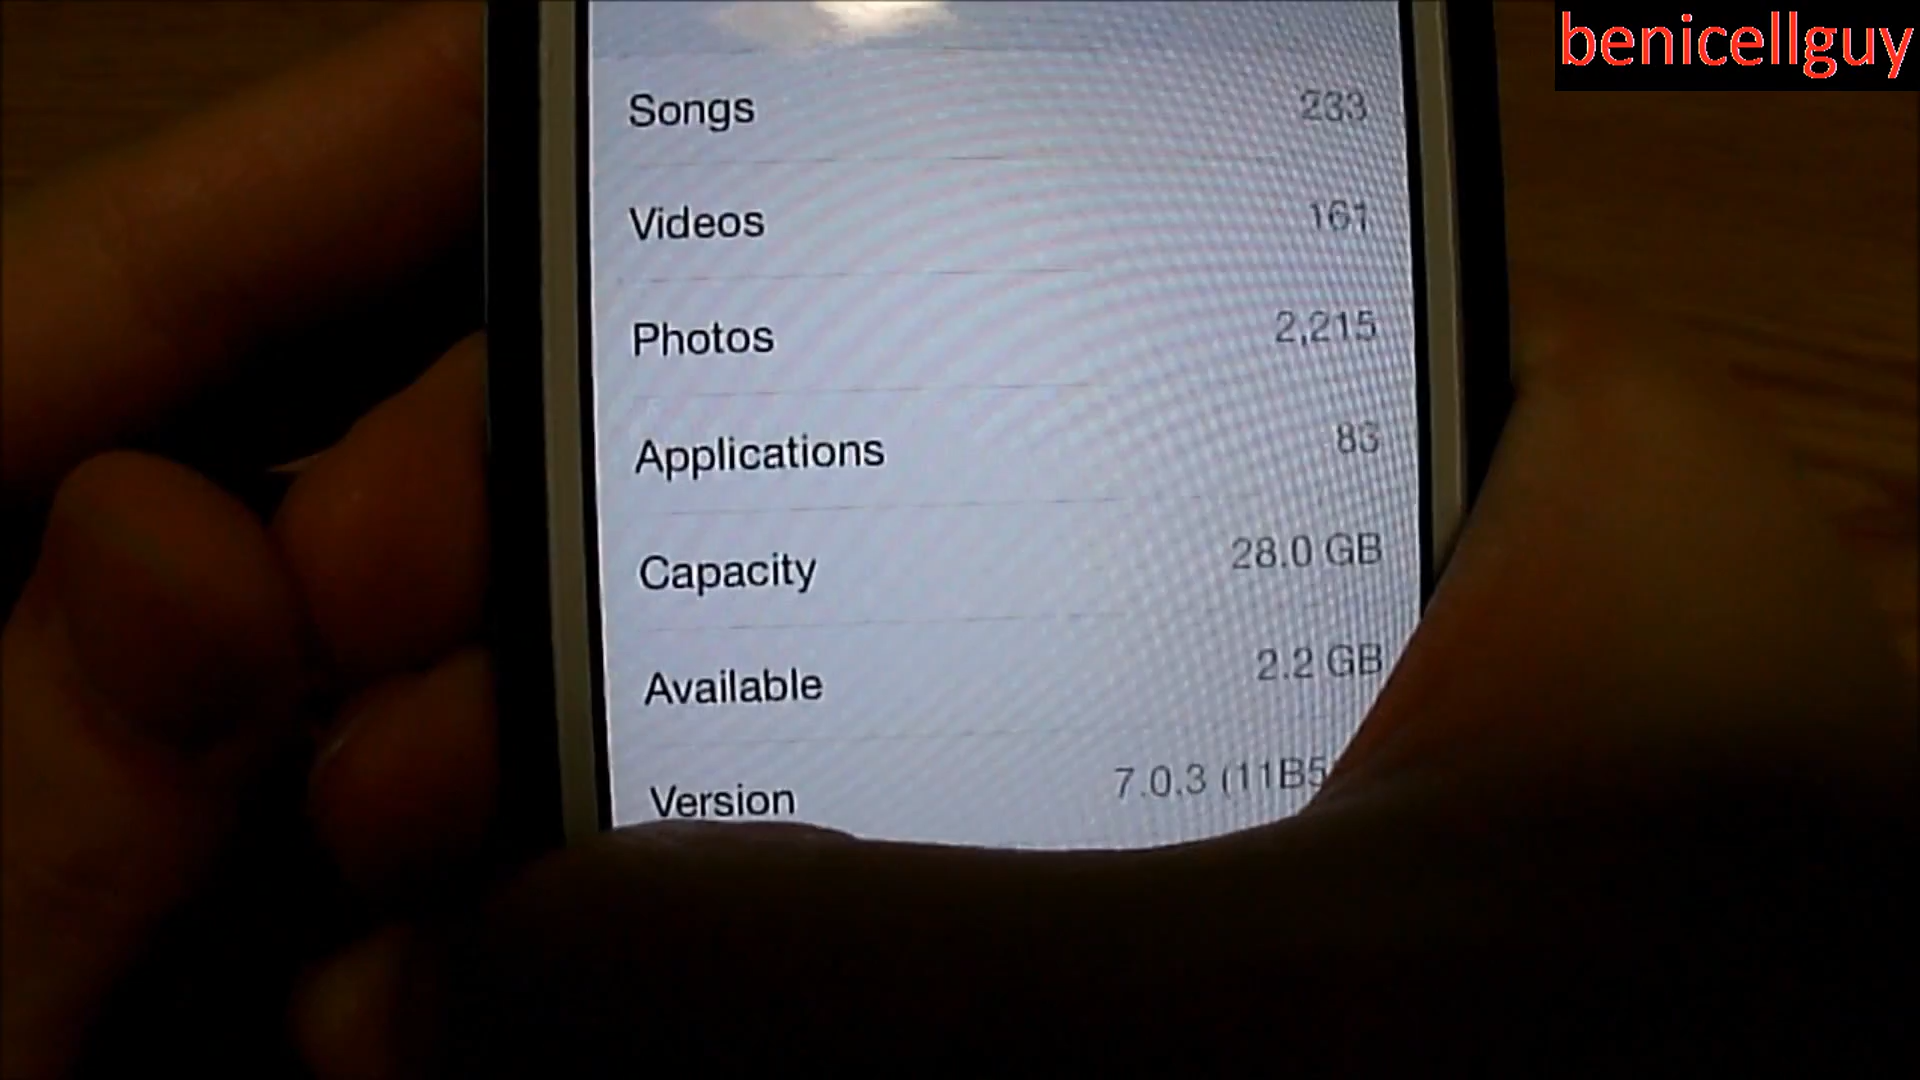 benicellguy
Songs 233
Videos 161
Photos 2,215
Applications 83
Capacity 28.0 GB
Available 2.2 GB
Version 7.0.3 (11B5